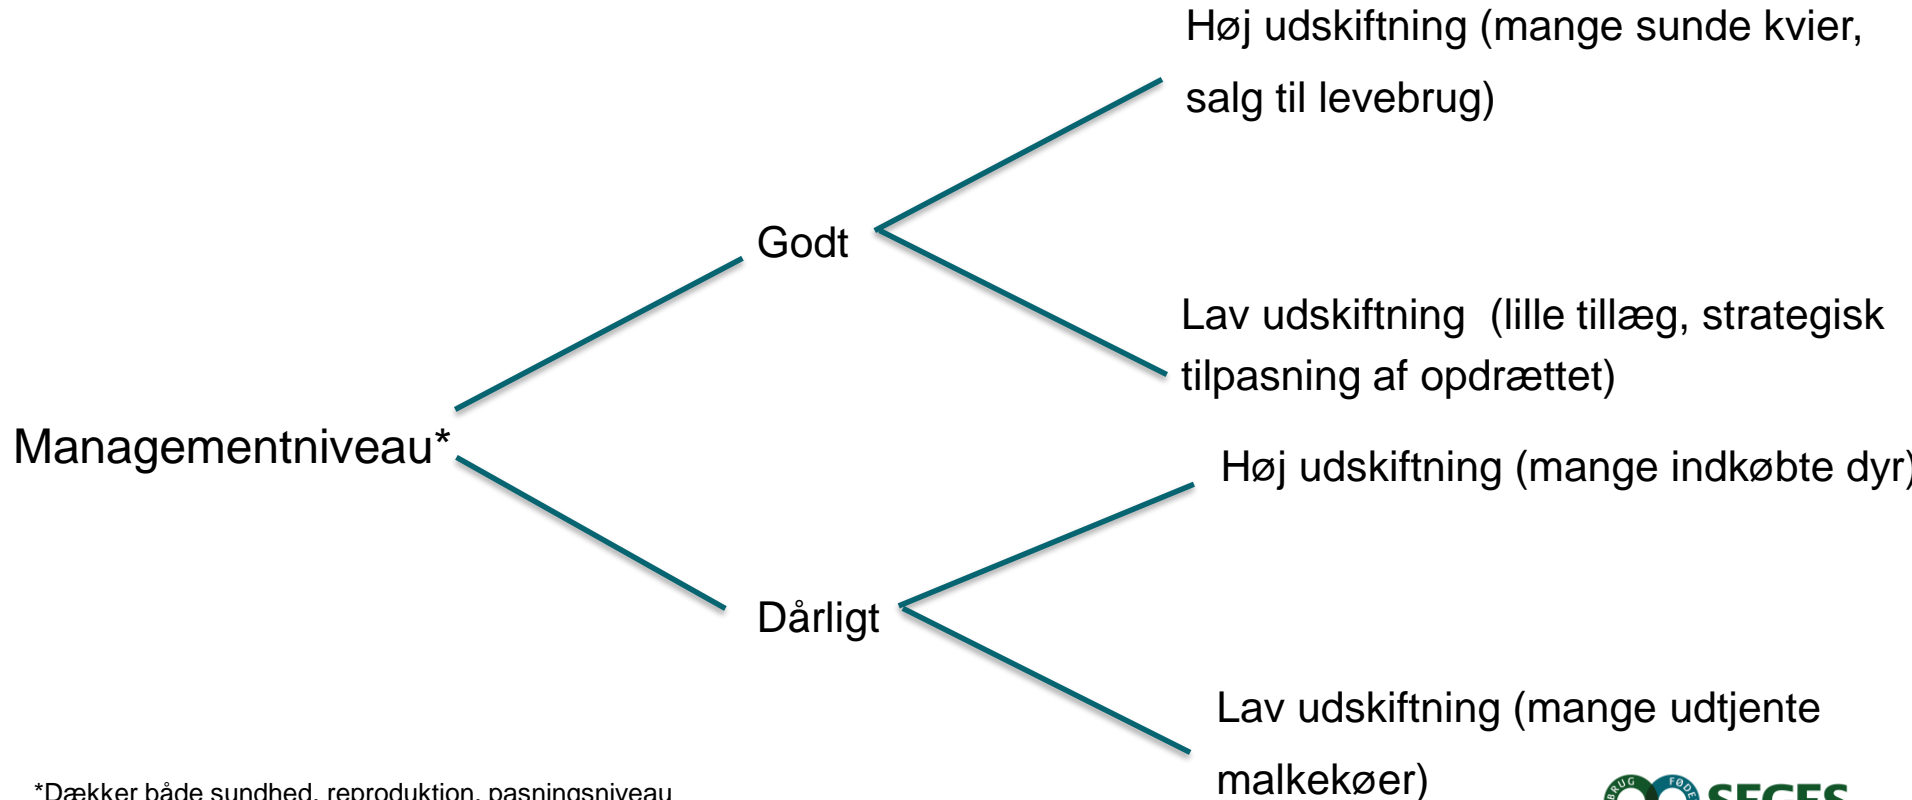 Høj udskiftning (mange sunde kvier,
salg til levebrug)
Godt
Lav udskiftning (lille tillæg, strategisk
tilpasning af opdrættet)
Managementniveau*
Høj udskiftning (mange indkøbte dyr)
Dårligt
Lav udskiftning (mange udtjente
malkekøer)
*Dækker både sundhed, reproduktion, pasningsniveau
SEGES